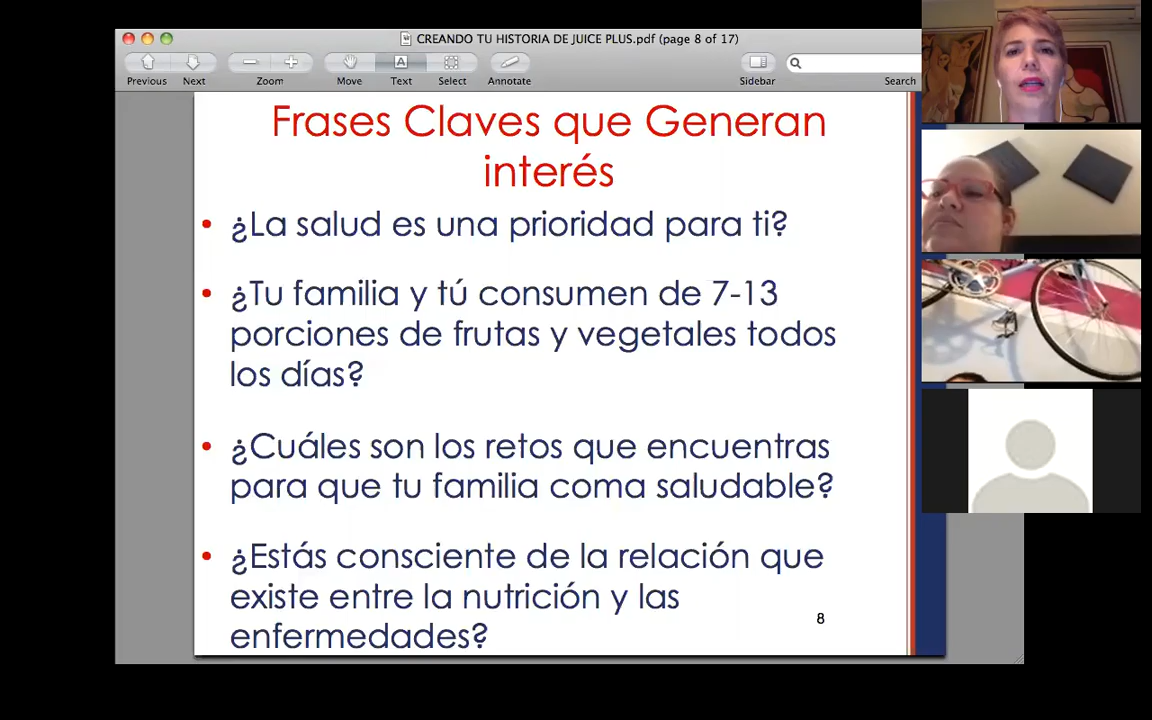 CREANDO TU HISTORIA DE JUICE PLUS.pdf (page 8 of 17)
Previous Next Zoom Move Text Select Annotate Sidebar Search
Frases Claves que Generan
interés
• ¿La salud es una prioridad para ti?
• ¿Tu familia y tú consumen de 7-13
porciones de frutas y vegetales todos
los días?
• ¿Cuáles son los retos que encuentras
para que tu familia coma saludable?
• ¿Estás consciente de la relación que
existe entre la nutrición y las
enfermedades?
8